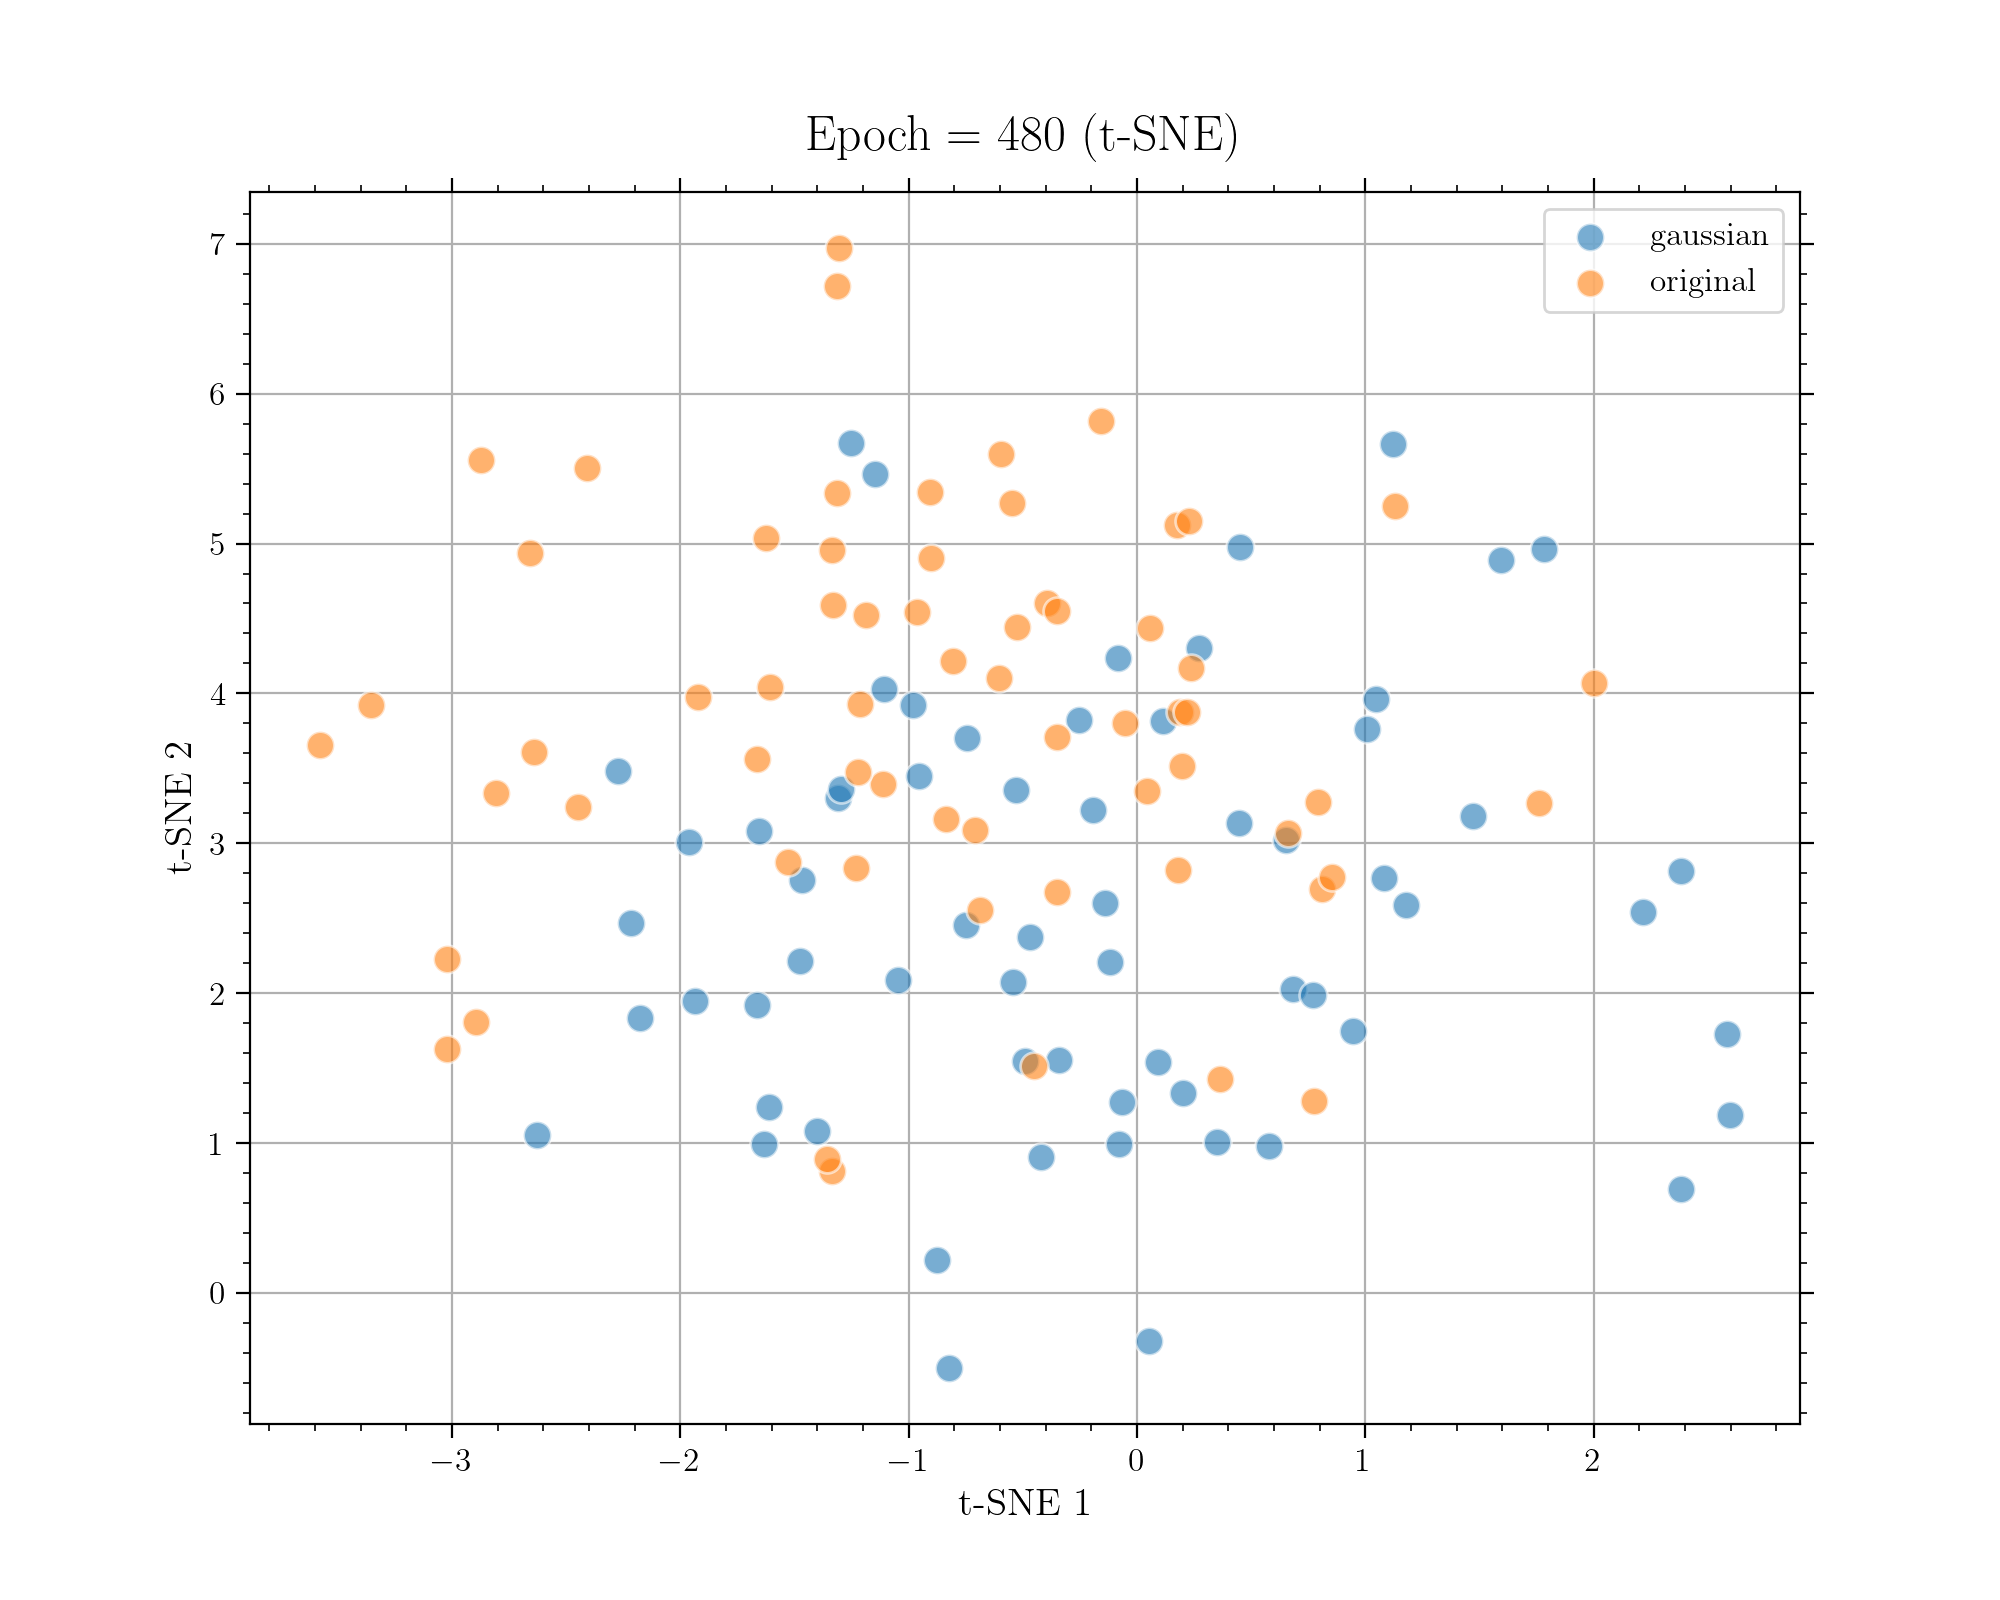 Epoch = 480 (t-SNE)
gaussian
original
7
6
5
4
3
2
1
0
t-SNE 2
−3
−2
−1
0
1
2
t-SNE 1